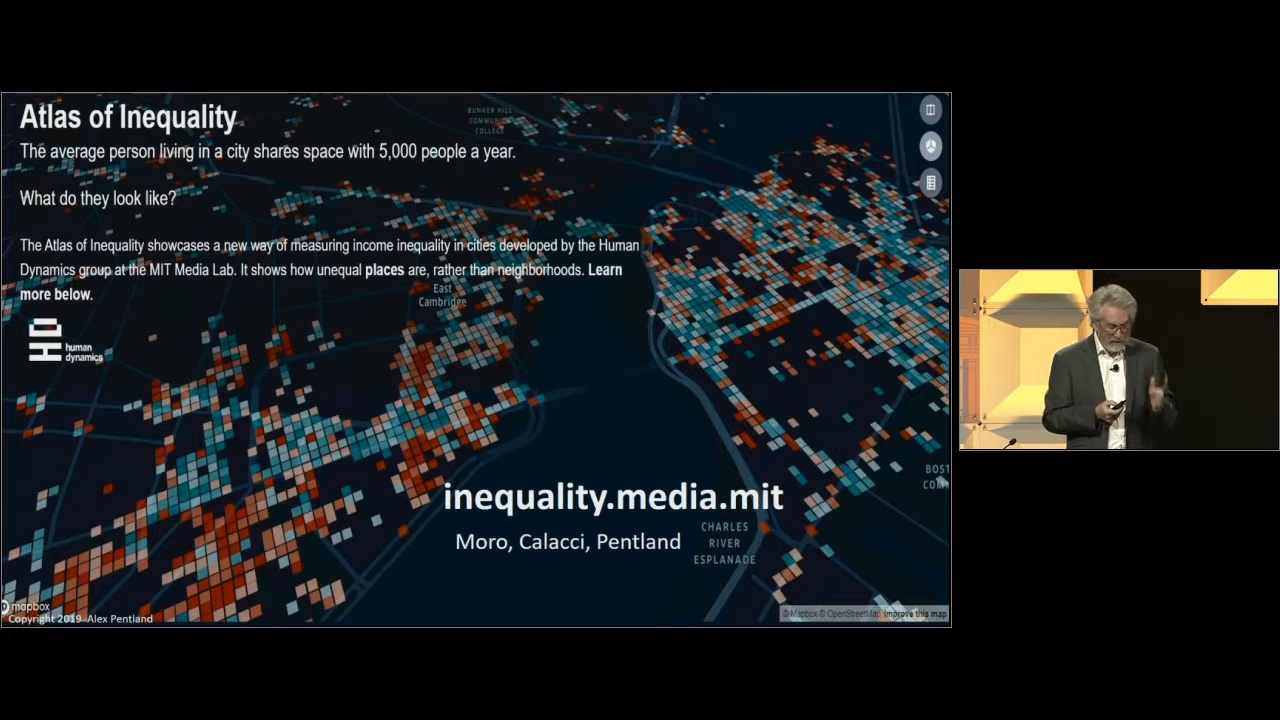 Atlas of Inequality
The average person living in a city shares space with 5,000 people a year.
What do they look like?
The Atlas of Inequality showcases a new way of measuring income inequality in cities developed by the Human
Dynamics group at the MIT Media Lab. It shows how unequal places are, rather than neighborhoods. Learn
more below.
human
dynamics
BUNKER HILL
COMMUNITY
COLLEGE
East
Cambridge
inequality.media.mit
Moro, Calacci, Pentland
CHARLES
RIVER
ESPLANADE
BOST
COM
mapbox
Copyright 2019 Alex Pentland
© Mapbox © OpenStreetMap Improve this map